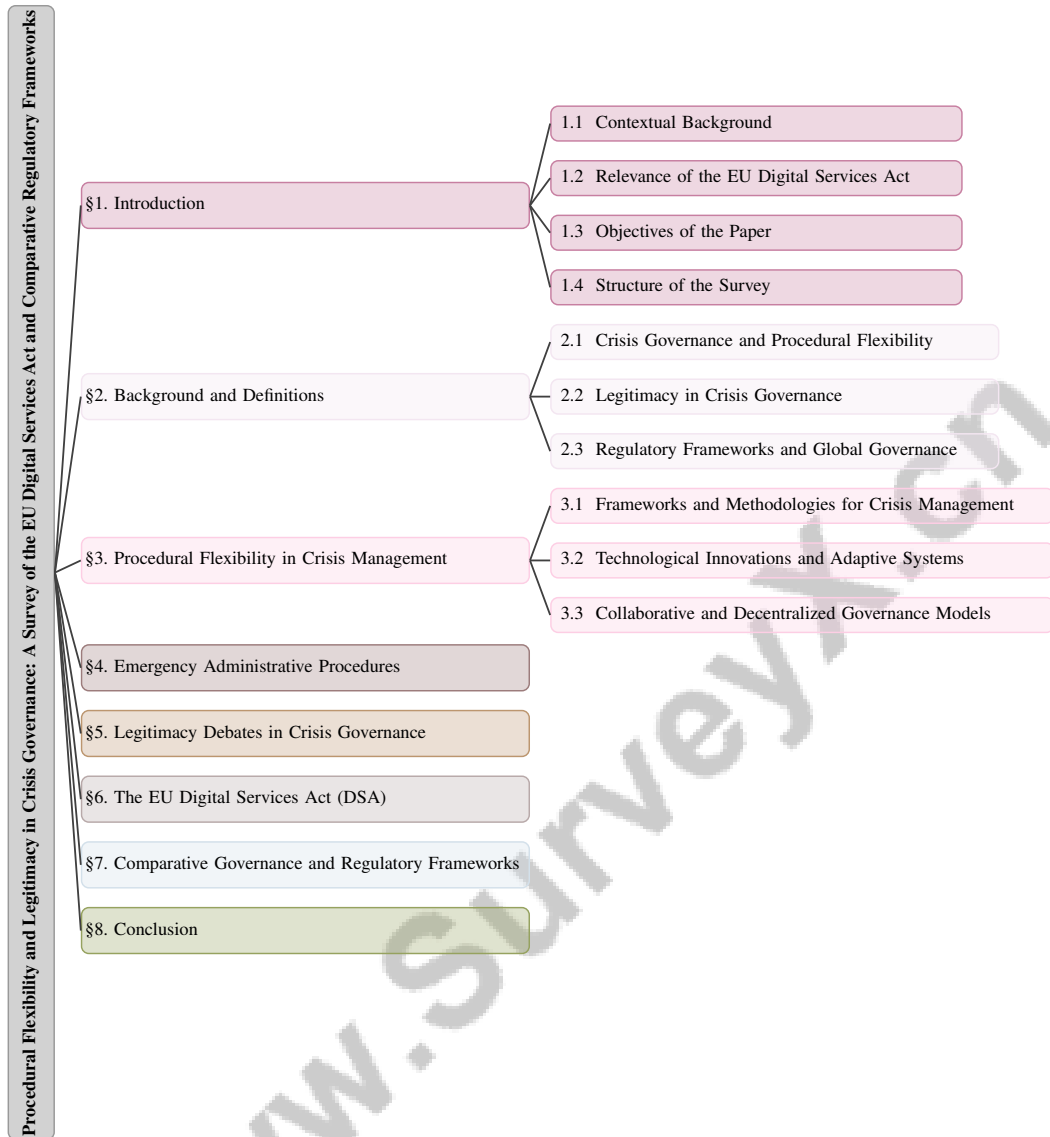 Procedural Flexibility and Legitimacy in Crisis Governance: A Survey of the EU Digital Services Act and Comparative Regulatory Frameworks
§1. Introduction
1.1 Contextual Background
1.2 Relevance of the EU Digital Services Act
1.3 Objectives of the Paper
1.4 Structure of the Survey
§2. Background and Definitions
2.1 Crisis Governance and Procedural Flexibility
2.2 Legitimacy in Crisis Governance
2.3 Regulatory Frameworks and Global Governance
§3. Procedural Flexibility in Crisis Management
3.1 Frameworks and Methodologies for Crisis Management
3.2 Technological Innovations and Adaptive Systems
3.3 Collaborative and Decentralized Governance Models
§4. Emergency Administrative Procedures
§5. Legitimacy Debates in Crisis Governance
§6. The EU Digital Services Act (DSA)
§7. Comparative Governance and Regulatory Frameworks
§8. Conclusion
w.SurveyX.cn